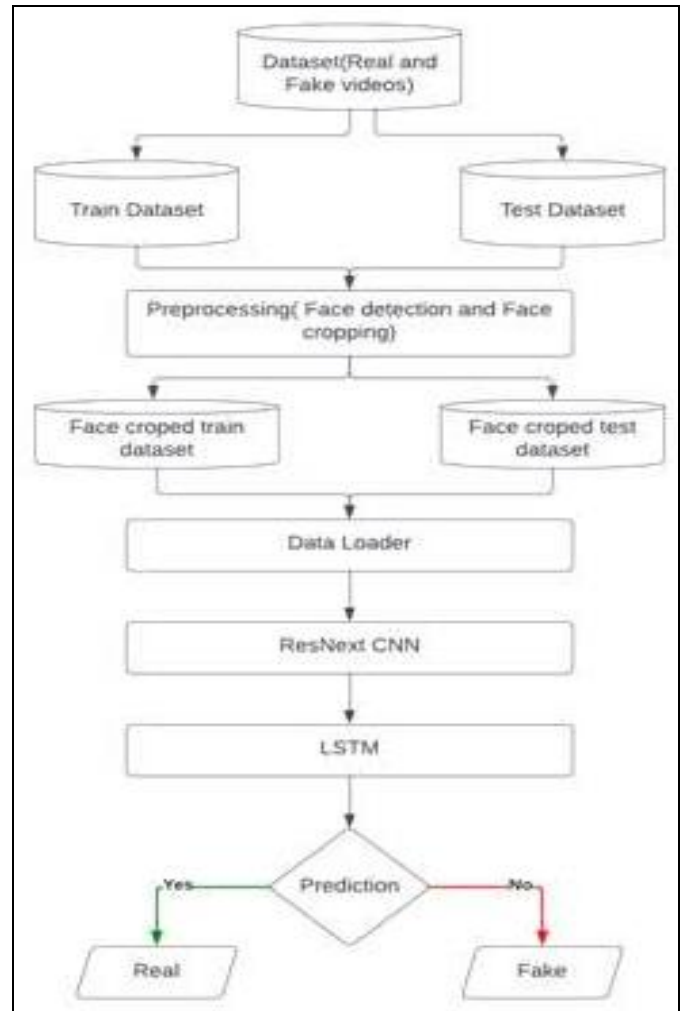 Dataset(Real and
Fake videos)
Train Dataset
Test Dataset
Preprocessing( Face detection and Face
cropping)
Face croped train
dataset
Face croped test
dataset
Data Loader
ResNext CNN
LSTM
Prediction
Yes
No
Real
Fake